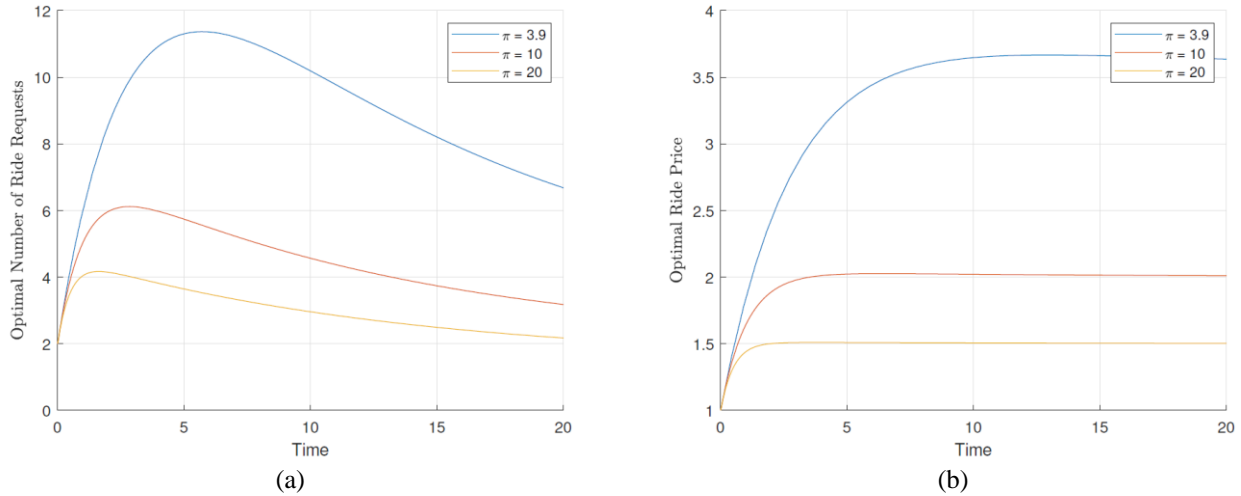 Optimal Number of Ride Requests
12
10
8
6
4
2
0
0 5 10 15 20
Time
π = 3.9
π = 10
π = 20
(a)
Optimal Ride Price
4
3.5
3
2.5
2
1.5
1
0 5 10 15 20
Time
π = 3.9
π = 10
π = 20
(b)